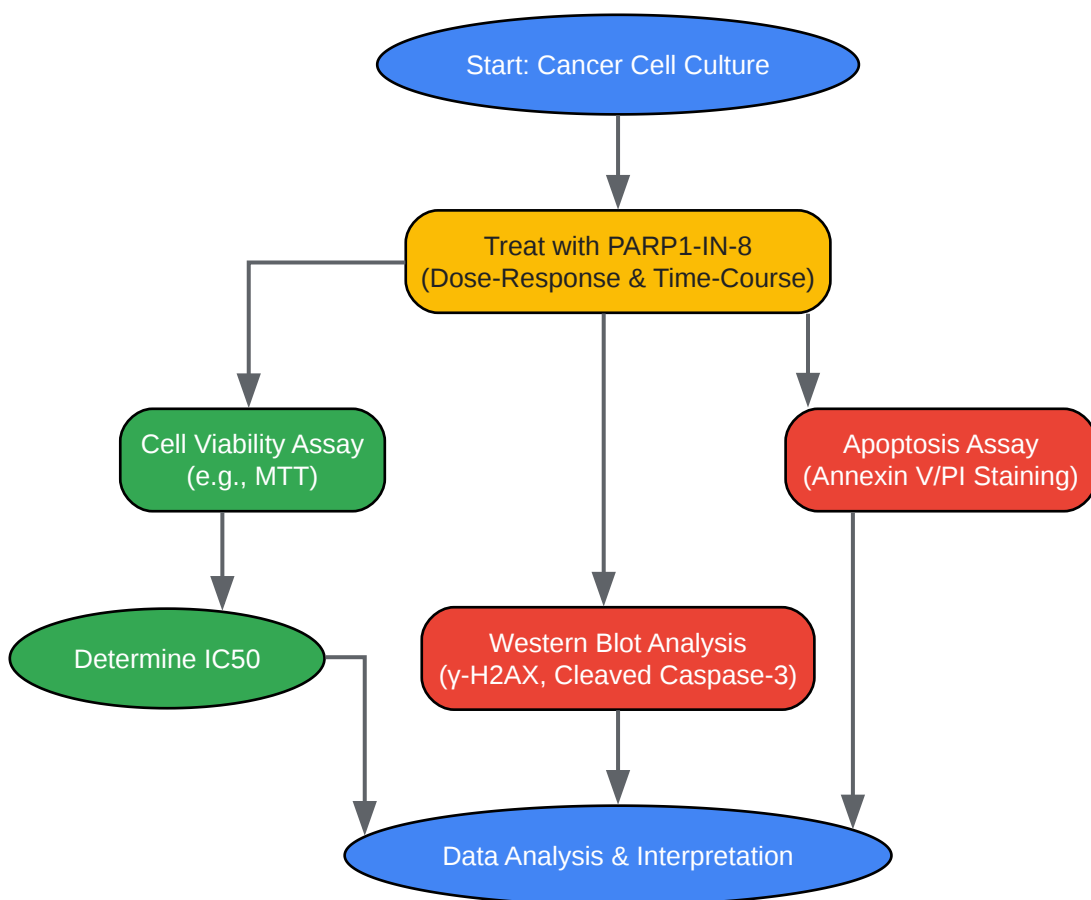 Start: Cancer Cell Culture
Treat with PARP1-IN-8
(Dose-Response & Time-Course)
Cell Viability Assay
(e.g., MTT)
Apoptosis Assay
(Annexin V/PI Staining)
Determine IC50
Western Blot Analysis
(γ-H2AX, Cleaved Caspase-3)
Data Analysis & Interpretation